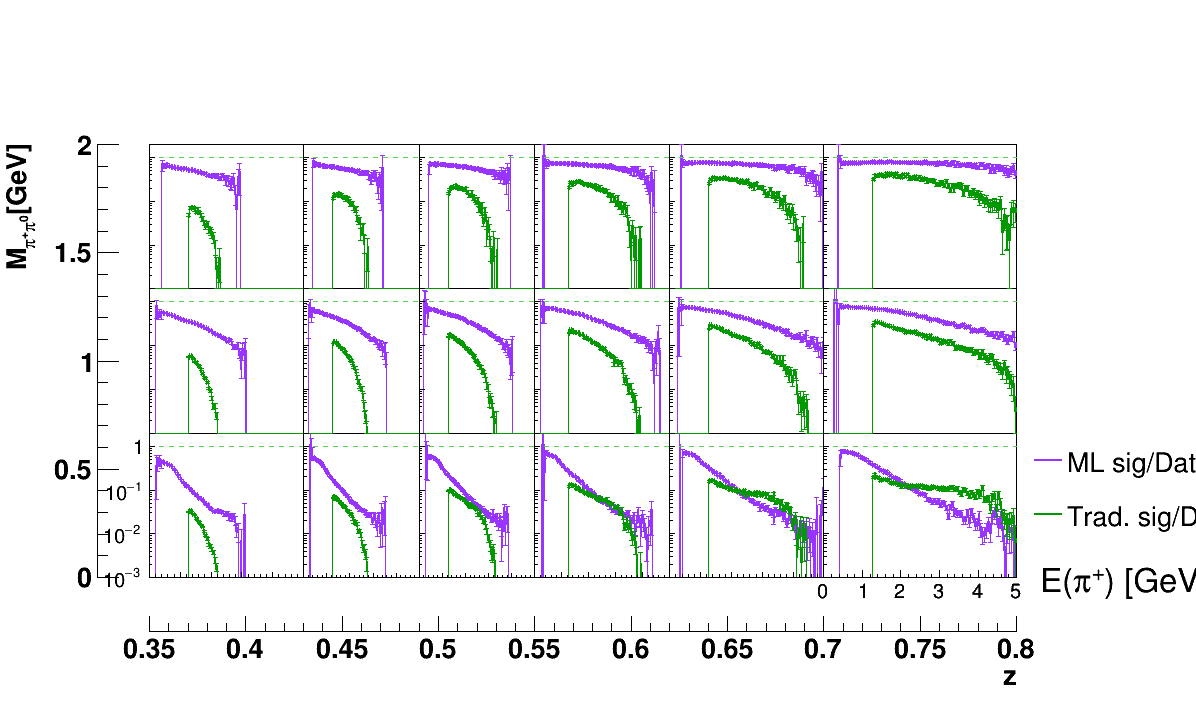 M_{π⁺π⁰} [GeV]
2
1.5
1
0.5
0
1
10⁻¹
10⁻²
10⁻³
ML sig/Dat
Trad. sig/D
0 1 2 3 4 5
E(π⁺) [GeV
0.35 0.4 0.45 0.5 0.55 0.6 0.65 0.7 0.75 0.8
z